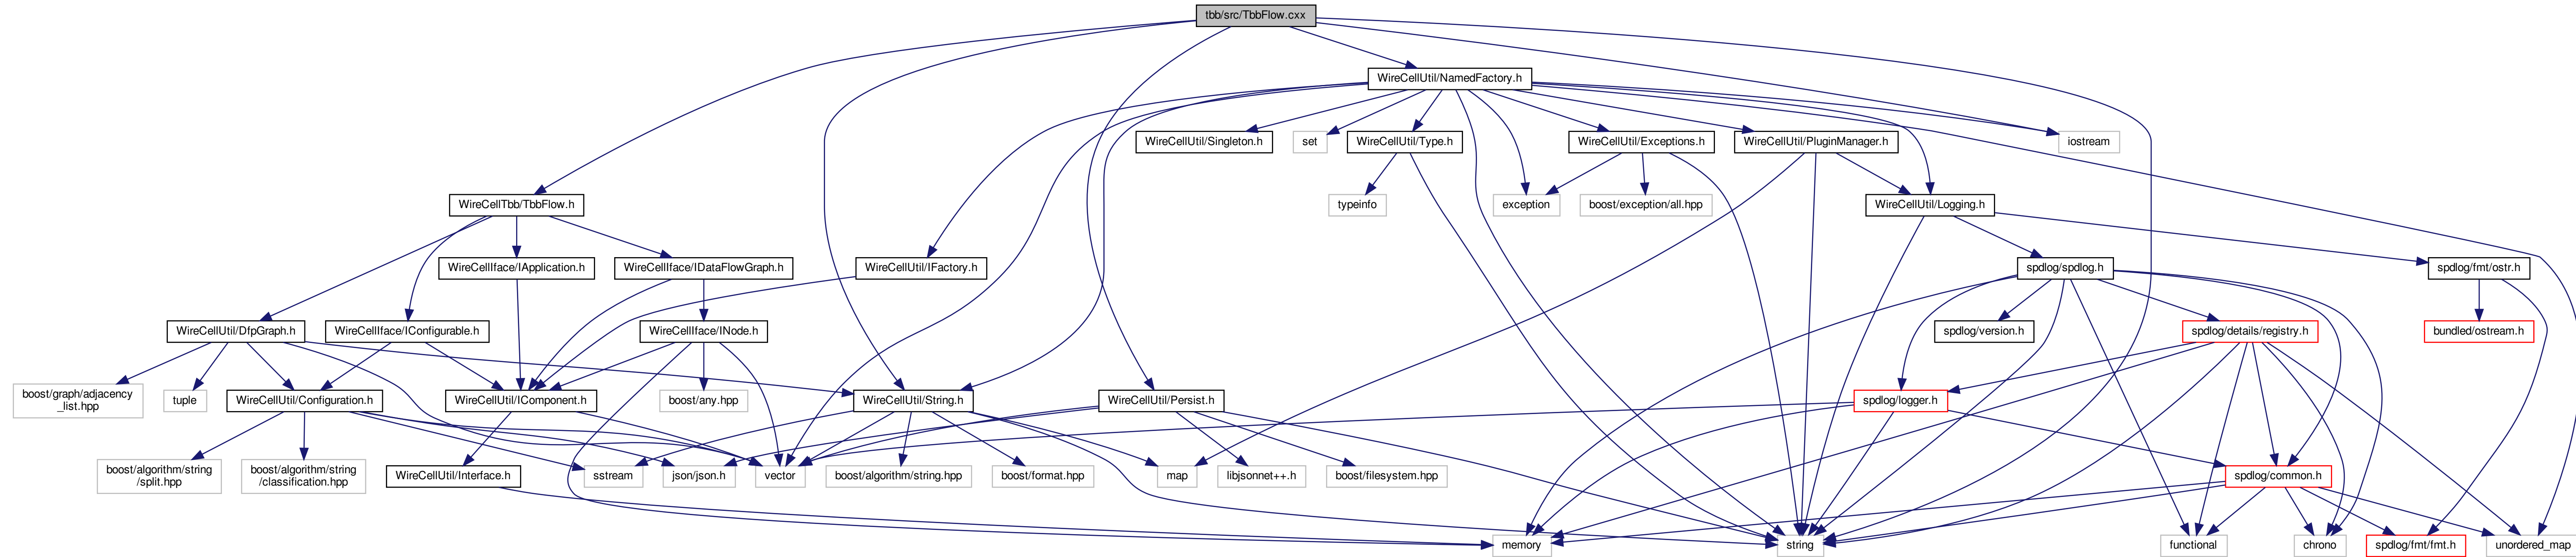 tbb/src/TbbFlow.cxx
WireCellUtil/NamedFactory.h
WireCellUtil/Singleton.h
set
WireCellUtil/Type.h
WireCellUtil/Exceptions.h
WireCellUtil/PluginManager.h
iostream
WireCellTbb/TbbFlow.h
typeinfo
exception
boost/exception/all.hpp
WireCellUtil/Logging.h
WireCellIface/IApplication.h
WireCellIface/IDataFlowGraph.h
WireCellUtil/IFactory.h
spdlog/spdlog.h
spdlog/fmt/ostr.h
WireCellUtil/DfpGraph.h
WireCellIface/IConfigurable.h
WireCellIface/INode.h
spdlog/version.h
spdlog/details/registry.h
bundled/ostream.h
boost/graph/adjacency
_list.hpp
tuple
WireCellUtil/Configuration.h
WireCellUtil/IComponent.h
boost/any.hpp
WireCellUtil/String.h
WireCellUtil/Persist.h
spdlog/logger.h
boost/algorithm/string
/split.hpp
boost/algorithm/string
/classification.hpp
WireCellUtil/Interface.h
sstream
json/json.h
vector
boost/algorithm/string.hpp
boost/format.hpp
map
libjsonnet++.h
boost/filesystem.hpp
spdlog/common.h
memory
string
functional
chrono
spdlog/fmt/fmt.h
unordered_map